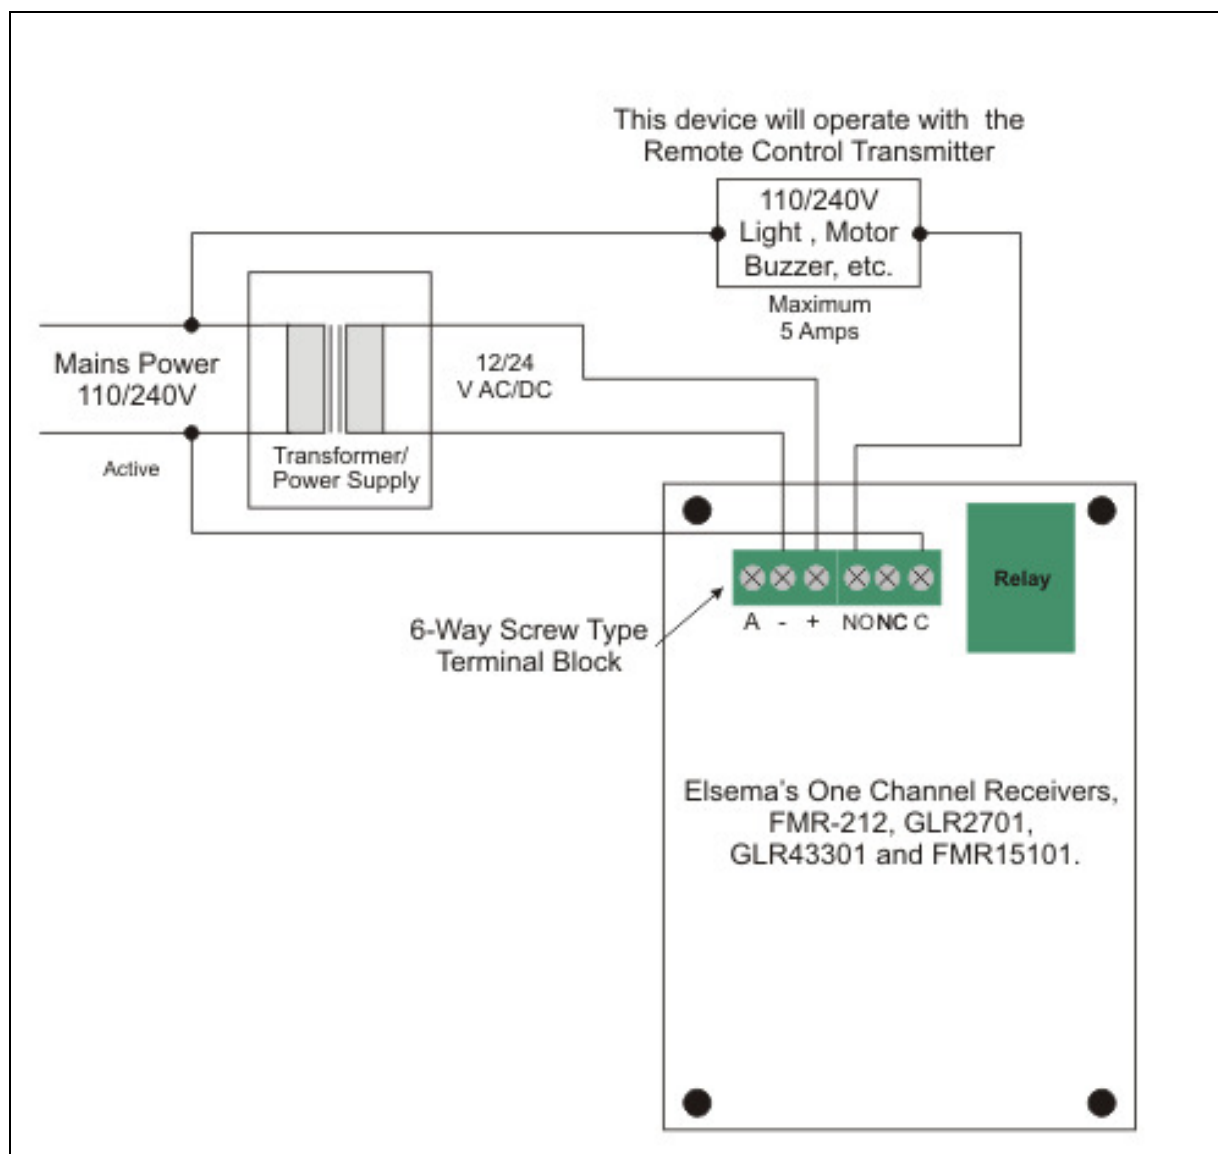 This device will operate with the
Remote Control Transmitter
110/240V
Light , Motor
Buzzer, etc.
Maximum
5 Amps
Mains Power
110/240V
Active
12/24
V AC/DC
Transformer/
Power Supply
Relay
A - + NO NC C
6-Way Screw Type
Terminal Block
Elsema's One Channel Receivers,
FMR-212, GLR2701,
GLR43301 and FMR15101.